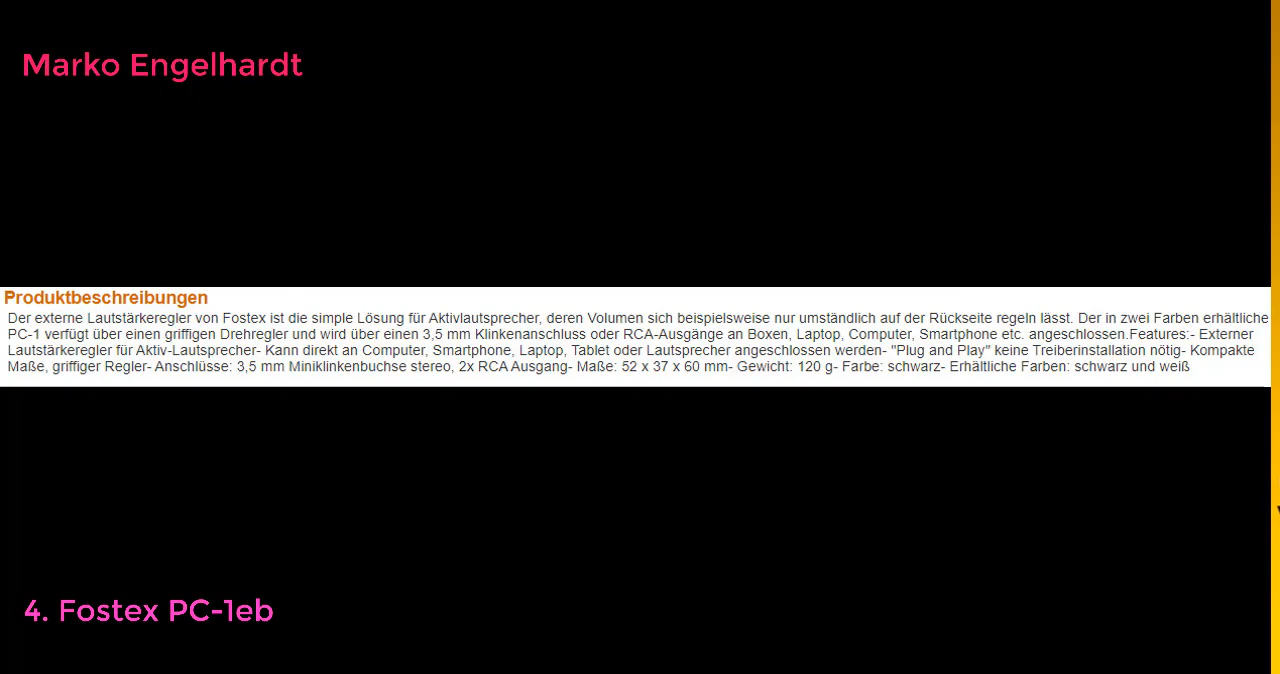 Marko Engelhardt
Produktbeschreibungen
Der externe Lautstärkeregler von Fostex ist die simple Lösung für Aktivlautsprecher, deren Volumen sich beispielsweise nur umständlich auf der Rückseite regeln lässt. Der in zwei Farben erhältliche
PC-1 verfügt über einen griffigen Drehregler und wird über einen 3,5 mm Klinkenanschluss oder RCA-Ausgänge an Boxen, Laptop, Computer, Smartphone etc. angeschlossen.Features:- Externer
Lautstärkeregler für Aktiv-Lautsprecher- Kann direkt an Computer, Smartphone, Laptop, Tablet oder Lautsprecher angeschlossen werden- "Plug and Play" keine Treiberinstallation nötig- Kompakte
Maße, griffiger Regler- Anschlüsse: 3,5 mm Miniklinkenbuchse stereo, 2x RCA Ausgang- Maße: 52 x 37 x 60 mm- Gewicht: 120 g- Farbe: schwarz- Erhältliche Farben: schwarz und weiß
4. Fostex PC-1eb